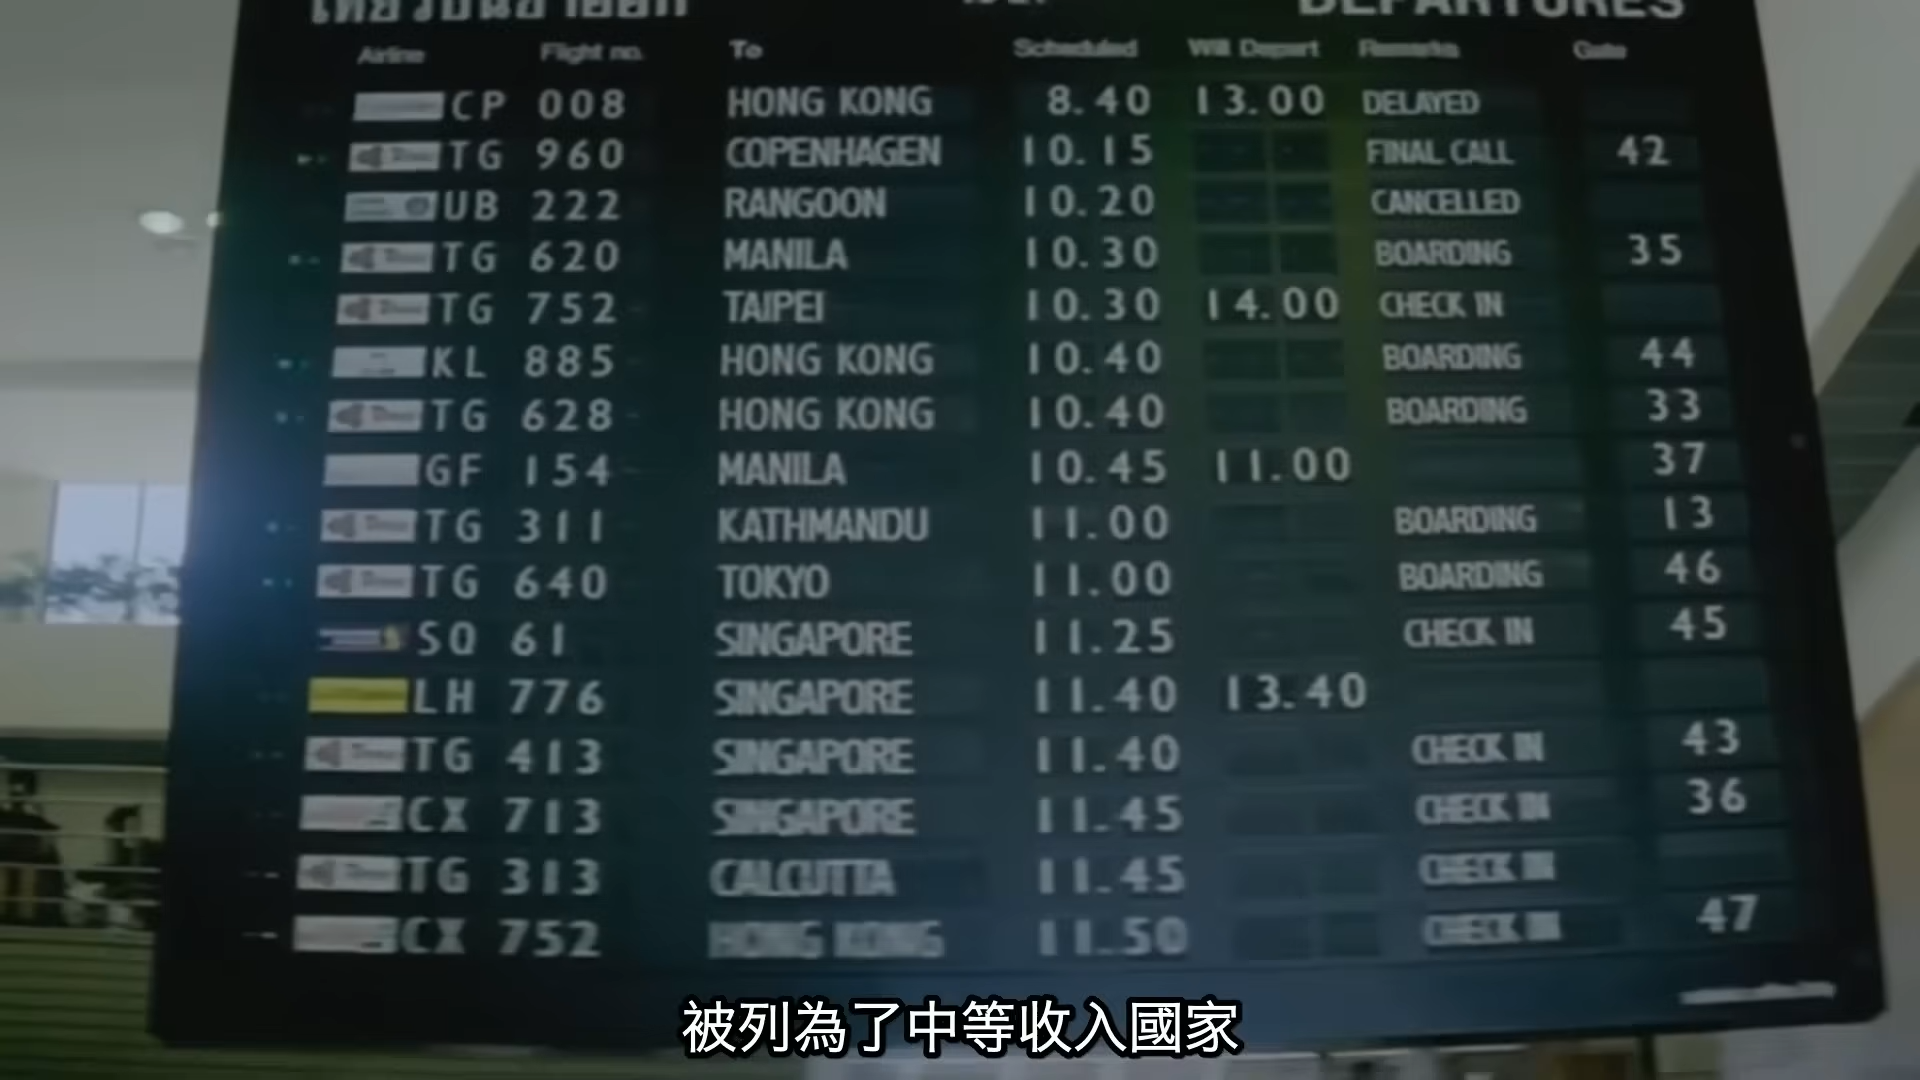 DEPARTURES
Airline Flight no. To Scheduled Will Depart Remarks Gate
CP 008 HONG KONG 8.40 13.00 DELAYED
TG 960 COPENHAGEN 10.15 FINAL CALL 42
UB 222 RANGOON 10.20 CANCELLED
TG 620 MANILA 10.30 BOARDING 35
TG 752 TAIPEI 10.30 14.00 CHECK IN
KL 885 HONG KONG 10.40 BOARDING 44
TG 628 HONG KONG 10.40 BOARDING 33
GF 154 MANILA 10.45 11.00 37
TG 311 KATHMANDU 11.00 BOARDING 13
TG 640 TOKYO 11.00 BOARDING 46
SQ 61 SINGAPORE 11.25 CHECK IN 45
LH 776 SINGAPORE 11.40 13.40
TG 413 SINGAPORE 11.40 CHECK IN 43
CX 713 SINGAPORE 11.45 CHECK IN 36
TG 313 CALCUTTA 11.45 CHECK IN
CX 752 HONG KONG 11.50 CHECK IN 47
被列為了中等收入國家